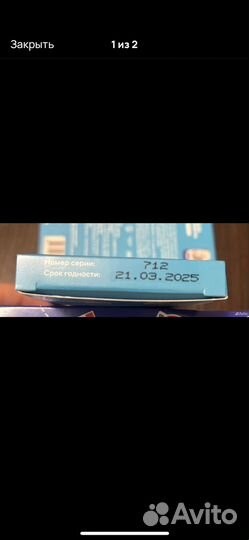 Закрыть
1 из 2
Номер серии: 712
Срок годности: 21.03.2025
Avito